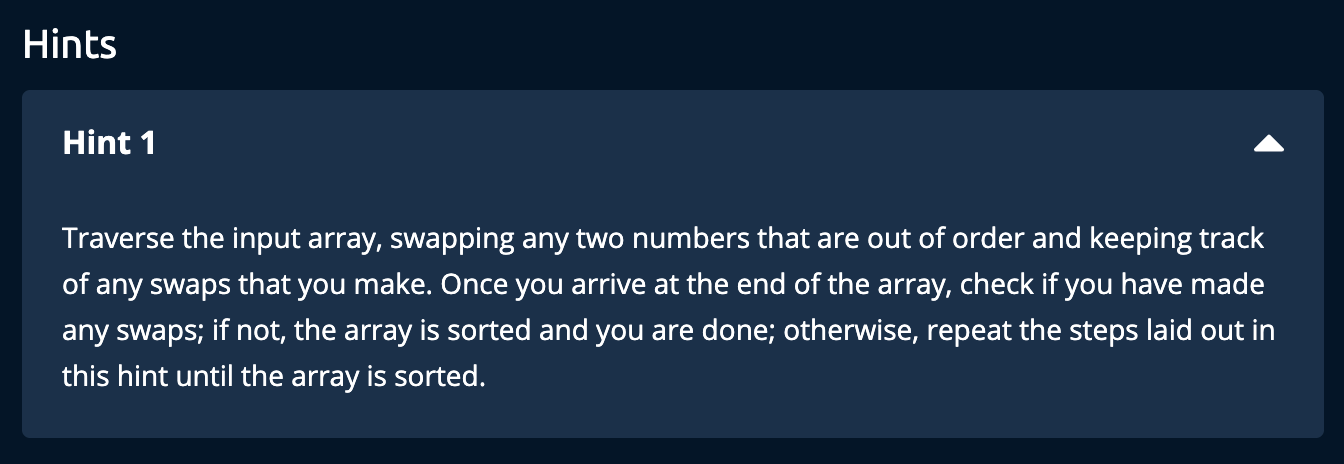 Hints
Hint 1
Traverse the input array, swapping any two numbers that are out of order and keeping track
of any swaps that you make. Once you arrive at the end of the array, check if you have made
any swaps; if not, the array is sorted and you are done; otherwise, repeat the steps laid out in
this hint until the array is sorted.